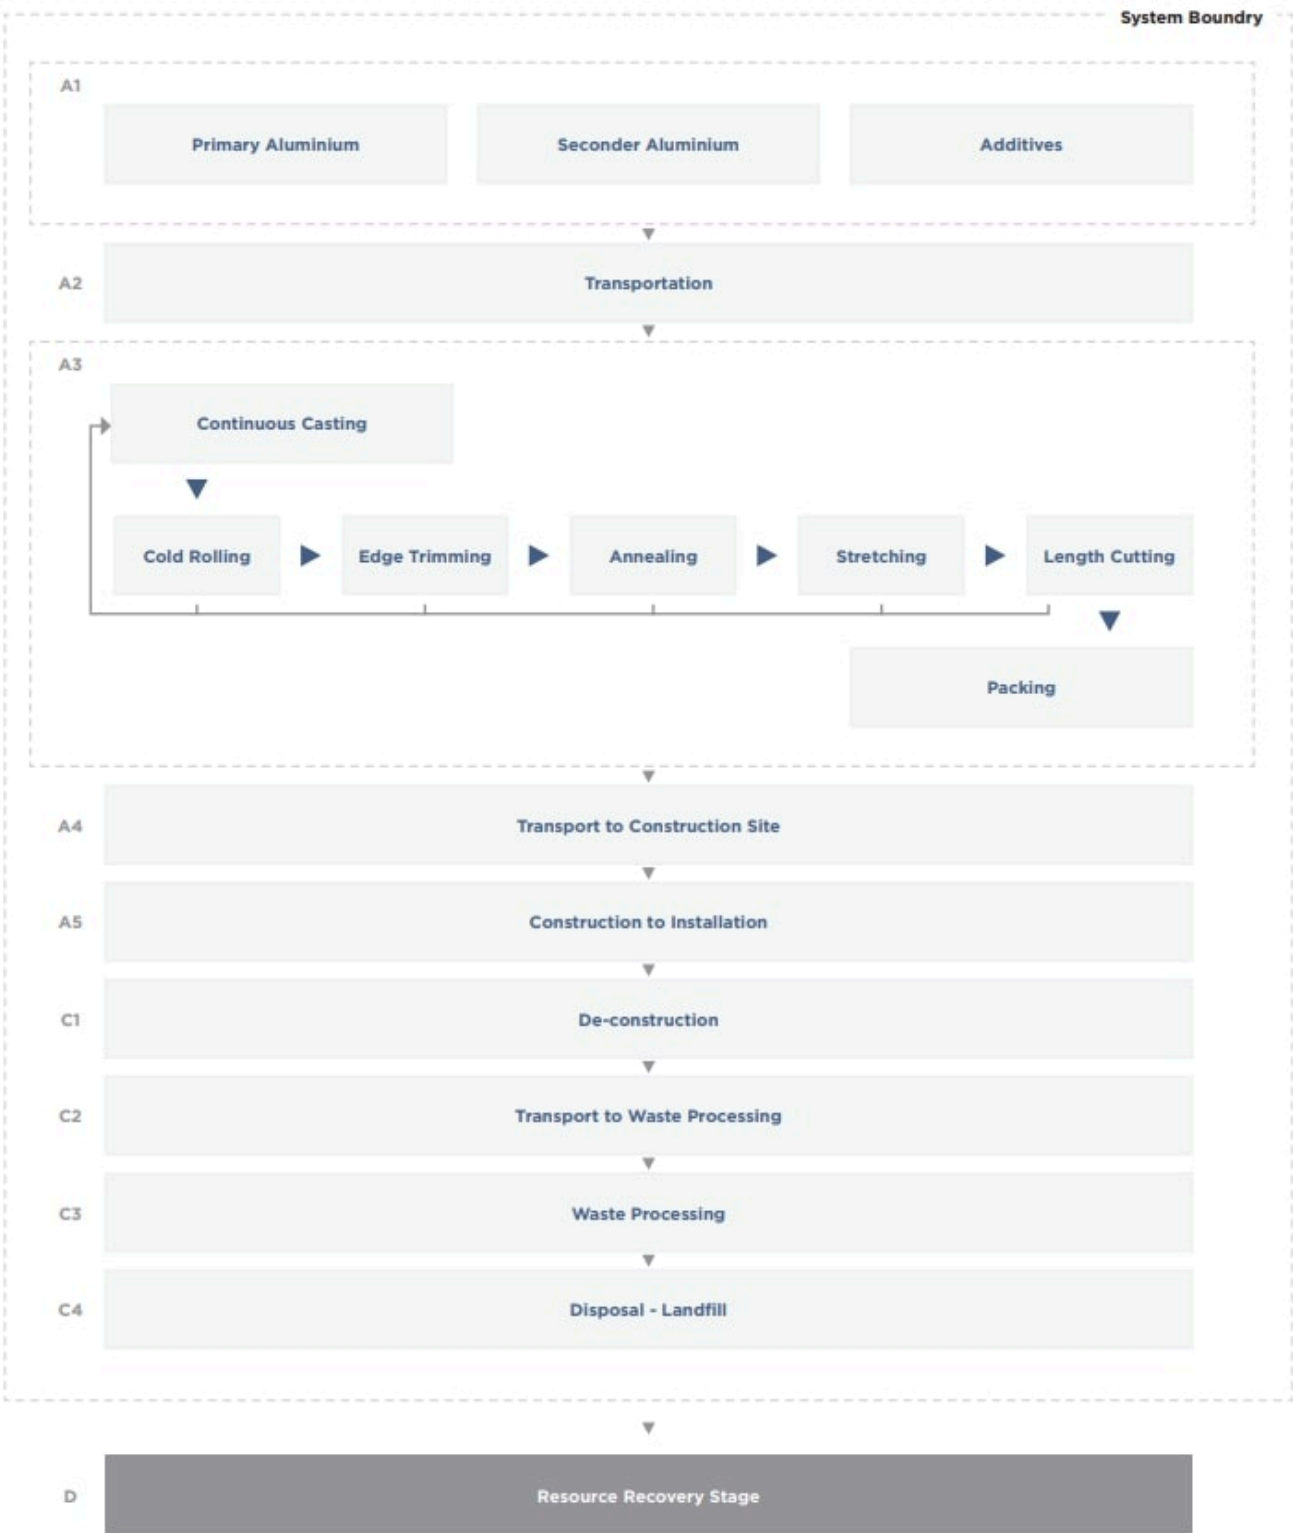 System Boundry
A1
Primary Aluminium
Seconder Aluminium
Additives
A2
Transportation
A3
Continuous Casting
Cold Rolling
Edge Trimming
Annealing
Stretching
Length Cutting
Packing
A4
Transport to Construction Site
A5
Construction to Installation
C1
De-construction
C2
Transport to Waste Processing
C3
Waste Processing
C4
Disposal - Landfill
D
Resource Recovery Stage